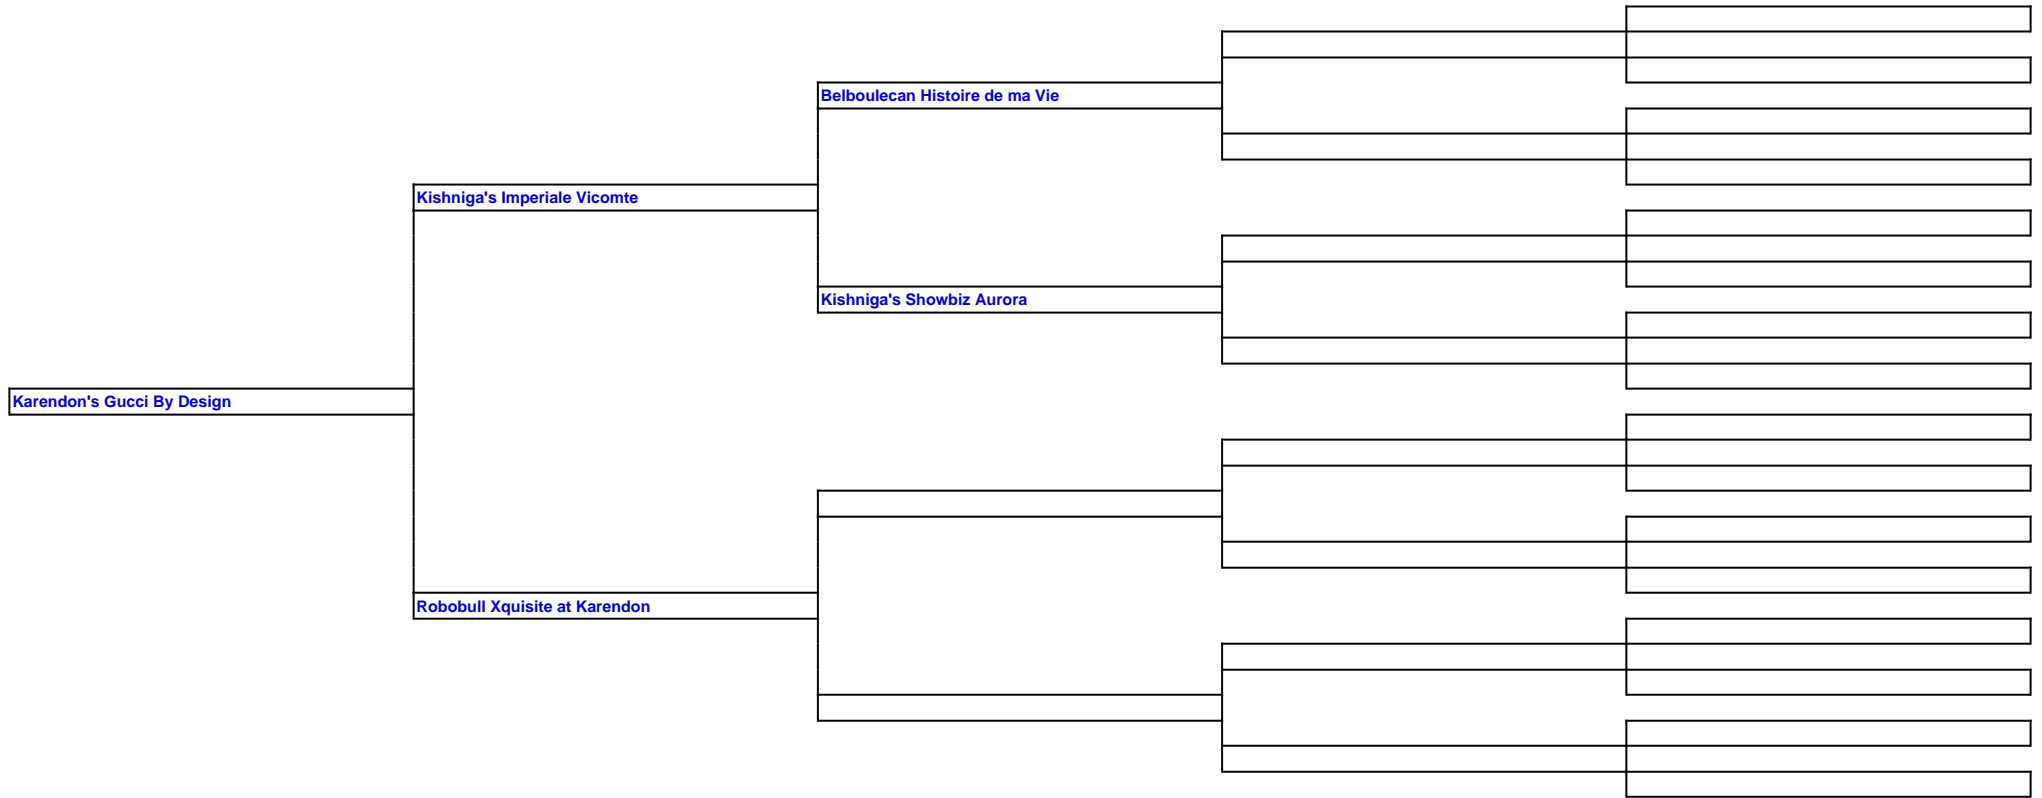 Belboulecan Histoire de ma Vie
Kishniga's Imperiale Vicomte
Kishniga's Showbiz Aurora
Karendon's Gucci By Design
Robobull Xquisite at Karendon